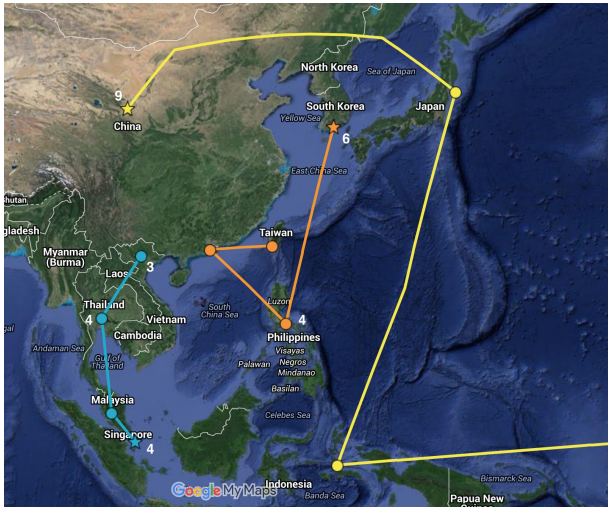 North Korea
Sea of Japan
9
South Korea
Japan
China
Yellow Sea
6
East China Sea
Bhutan
gladesh
Taiwan
Myanmar
(Burma)
3
Laos
Luzon
Thailand
South
China Sea
4
Vietnam
4
Cambodia
Philippines
Andaman Sea
Visayas
Gulf of
Thailand
Palawan
Negros
Mindanao
Basilan
Malaysia
Celebes Sea
Singapore
4
Google My Maps
Indonesia
Bismarck Sea
Banda Sea
Papua New